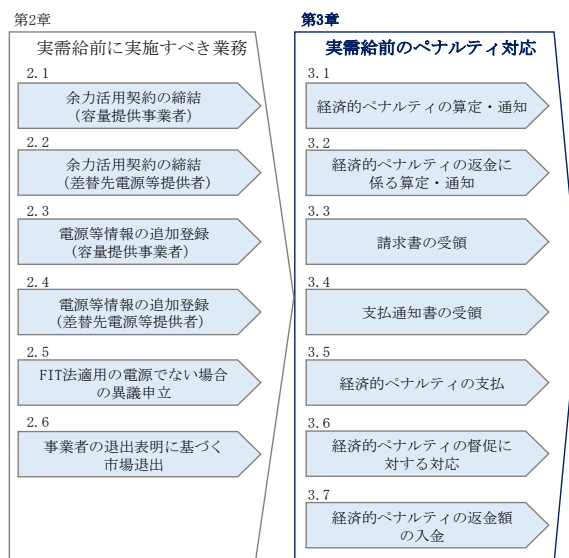 第2章
実需給前に実施すべき業務
2.1
余力活用契約の締結
(容量提供事業者)
2.2
余力活用契約の締結
(差替先電源等提供者)
2.3
電源等情報の追加登録
(容量提供事業者)
2.4
電源等情報の追加登録
(差替先電源等提供者)
2.5
FIT法適用の電源でない場合
の異議申立
2.6
事業者の退出表明に基づく
市場退出
第3章
実需給前のペナルティ対応
3.1
経済的ペナルティの算定・通知
3.2
経済的ペナルティの返金に
係る算定・通知
3.3
請求書の受領
3.4
支払通知書の受領
3.5
経済的ペナルティの支払
3.6
経済的ペナルティの督促に
対する対応
3.7
経済的ペナルティの返金額
の入金